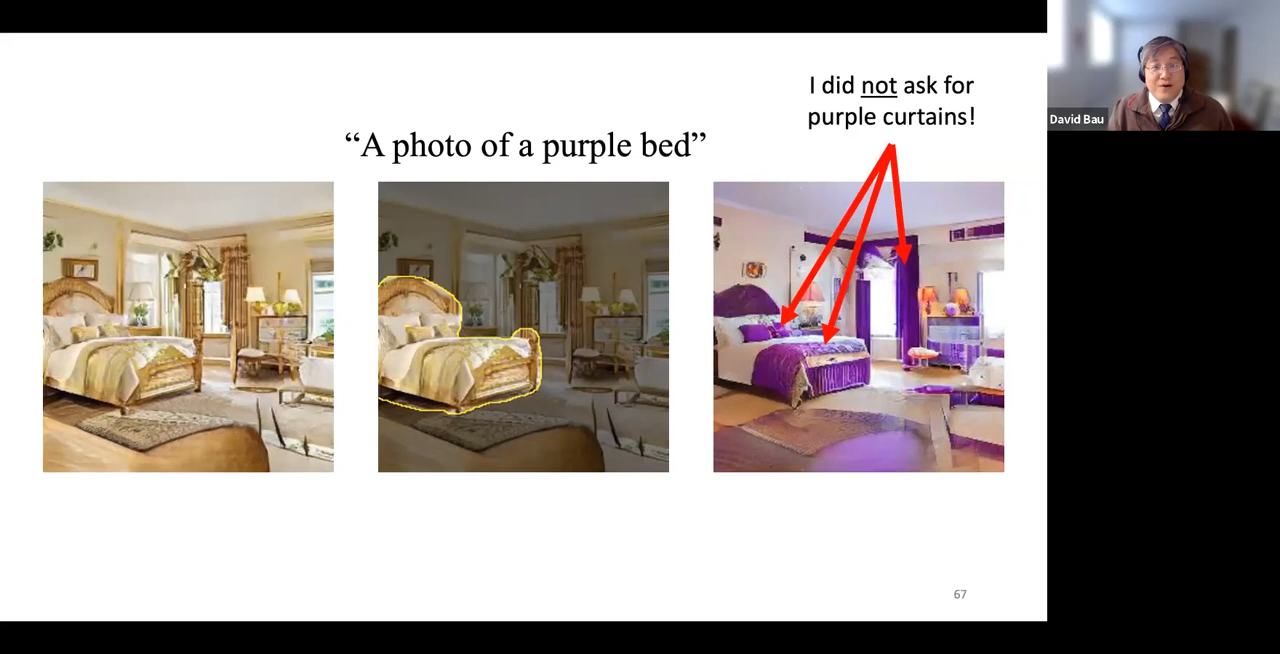 I did not ask for
purple curtains!
“A photo of a purple bed”
David Bau
67